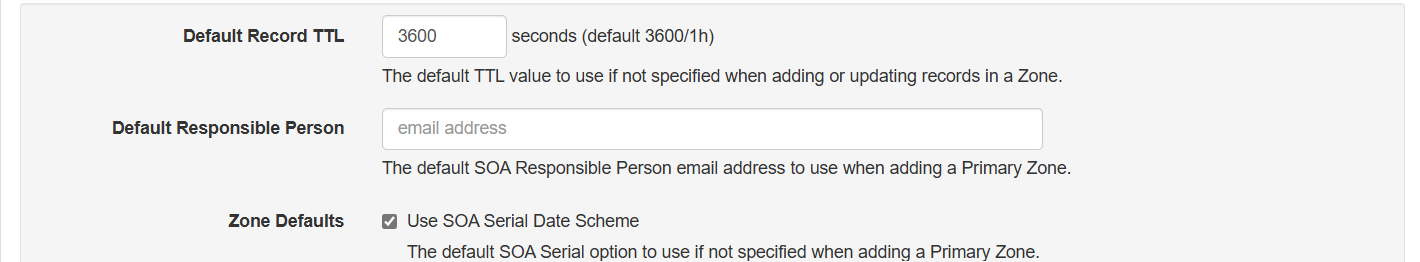 Default Record TTL 3600 seconds (default 3600/1h)
The default TTL value to use if not specified when adding or updating records in a Zone.
Default Responsible Person email address
The default SOA Responsible Person email address to use when adding a Primary Zone.
Zone Defaults Use SOA Serial Date Scheme
The default SOA Serial option to use if not specified when adding a Primary Zone.